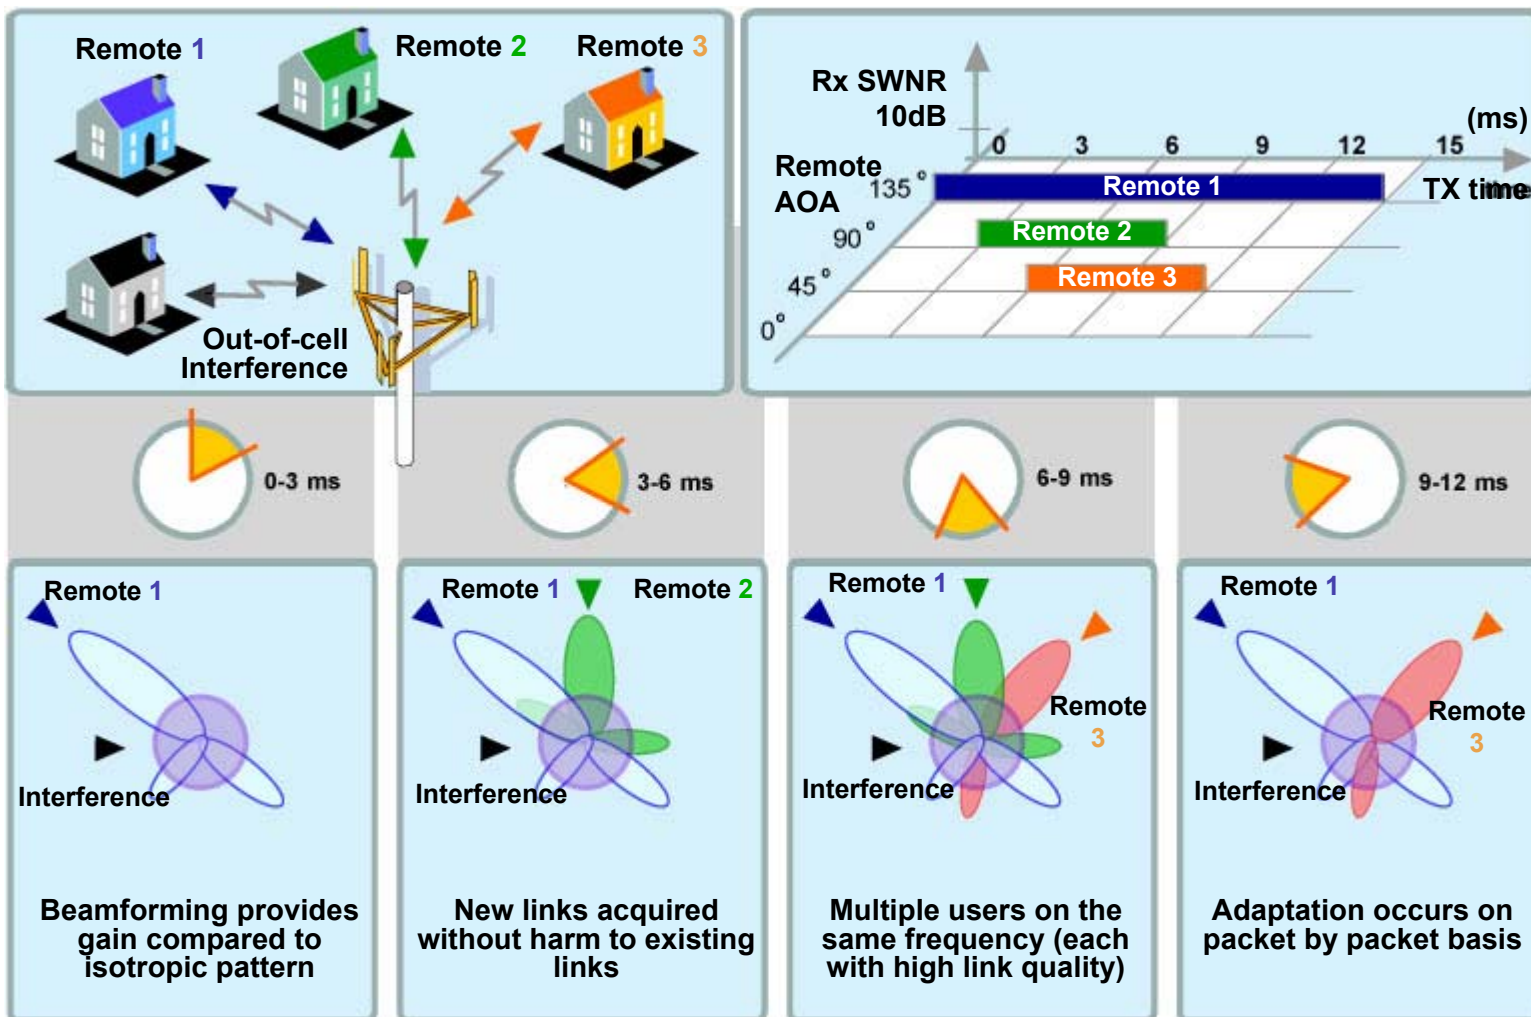 Remote 1
Remote 2
Remote 3
Out-of-cell
Interference
Rx SWNR
10dB
(ms)
0 3 6 9 12 15
Remote
AOA
TX time
135°
90°
45°
0°
Remote 1
Remote 2
Remote 3
0-3 ms
3-6 ms
6-9 ms
9-12 ms
Remote 1
Interference
Beamforming provides
gain compared to
isotropic pattern
Remote 1
Remote 2
Interference
New links acquired
without harm to existing
links
Remote 1
Remote
3
Interference
Multiple users on the
same frequency (each
with high link quality)
Remote 1
Remote
3
Interference
Adaptation occurs on
packet by packet basis